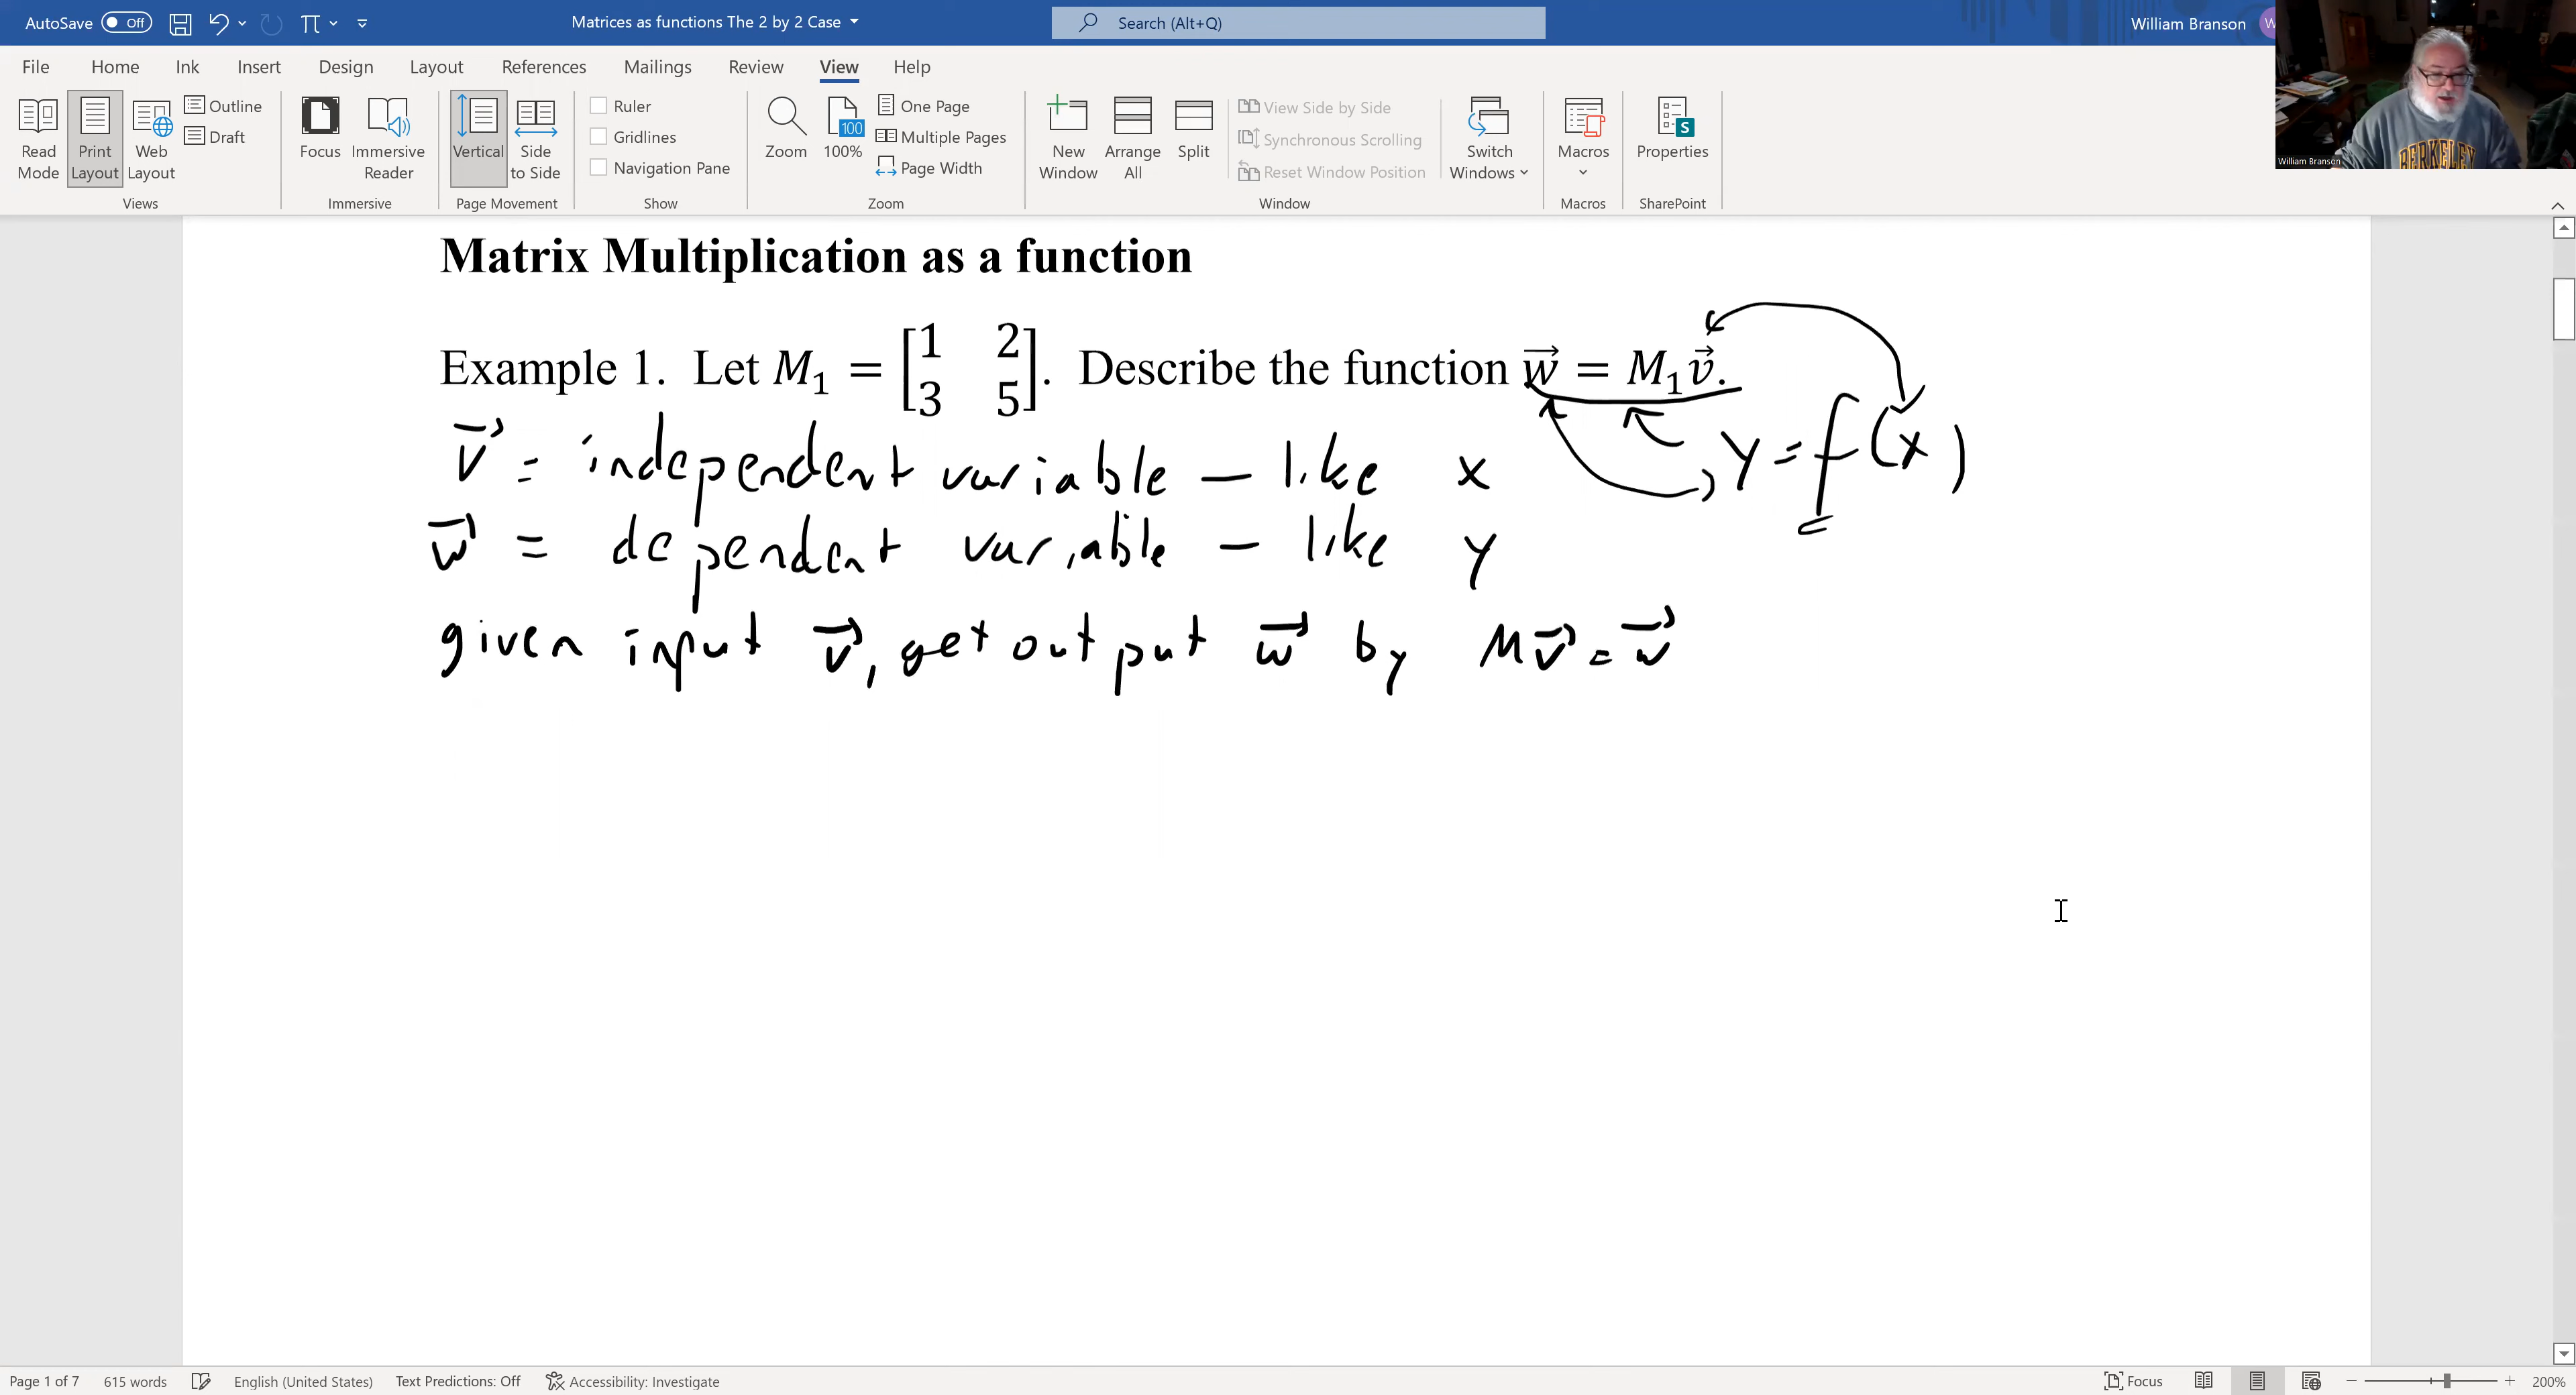 AutoSave Off Matrices as functions The 2 by 2 Case Search (Alt+Q) William Branson
File Home Ink Insert Design Layout References Mailings Review View Help
Read Mode Print Layout Web Layout Outline Draft Views
Focus Immersive Reader Immersive
Vertical Side to Side Page Movement
Ruler Gridlines Navigation Pane Show
Zoom 100 100% One Page Multiple Pages Page Width Zoom
New Window Arrange All Split View Side by Side Synchronous Scrolling Reset Window Position Switch Windows Window
Macros Macros
S Properties SharePoint
BERKELEY
William Branson
Matrix Multiplication as a function
Example 1. Let M₁ = [1 2; 3 5]. Describe the function w⃗ = M₁v⃗.
y = f(x)
v⃗ = independent variable – like x
w⃗ = dependent variable – like y
given input v⃗, get output w⃗ by Mv⃗ = w⃗
Page 1 of 7 615 words English (United States) Text Predictions: Off Accessibility: Investigate Focus 200%